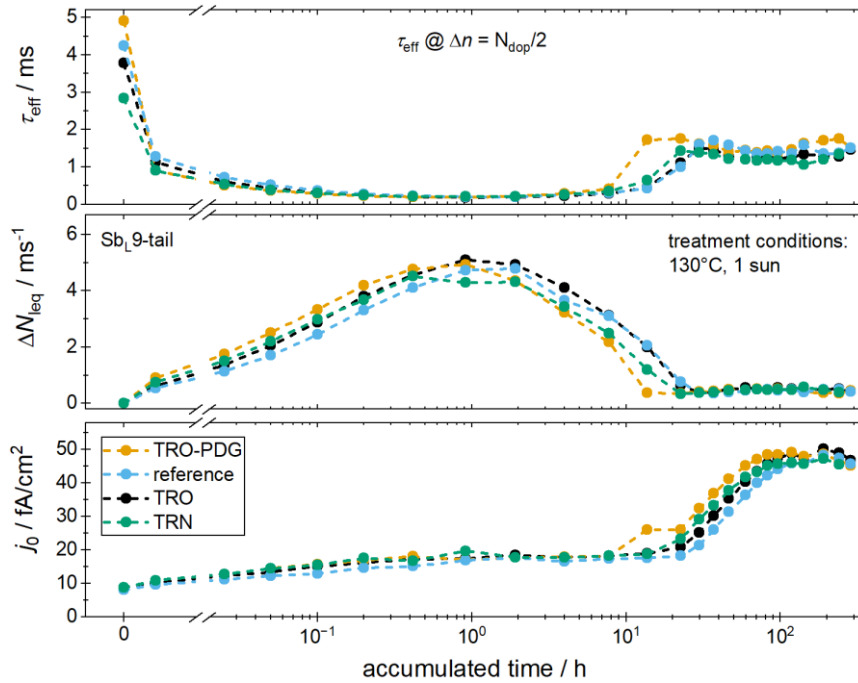 5
4
3
2
1
0
τeff / ms
τeff @ Δn = Ndop/2
6
4
2
0
ΔNleq / ms-1
SbL9-tail
treatment conditions:
130°C, 1 sun
50
40
30
20
10
0
j0 / fA/cm2
TRO-PDG
reference
TRO
TRN
0 10-1 100 101 102
accumulated time / h